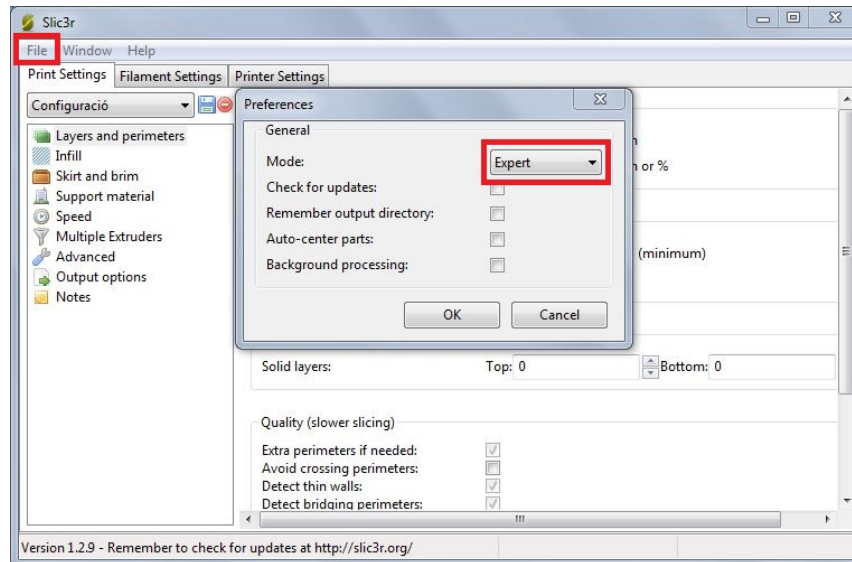 Slic3r
File Window Help
Print Settings Filament Settings Printer Settings
Configuració
Layers and perimeters
Infill
Skirt and brim
Support material
Speed
Multiple Extruders
Advanced
Output options
Notes
Preferences
General
Mode: Expert
Check for updates:
Remember output directory:
Auto-center parts:
Background processing:
OK Cancel
or %
(minimum)
Solid layers: Top: 0 Bottom: 0
Quality (slower slicing)
Extra perimeters if needed:
Avoid crossing perimeters:
Detect thin walls:
Detect bridging perimeters:
Version 1.2.9 - Remember to check for updates at http://slic3r.org/